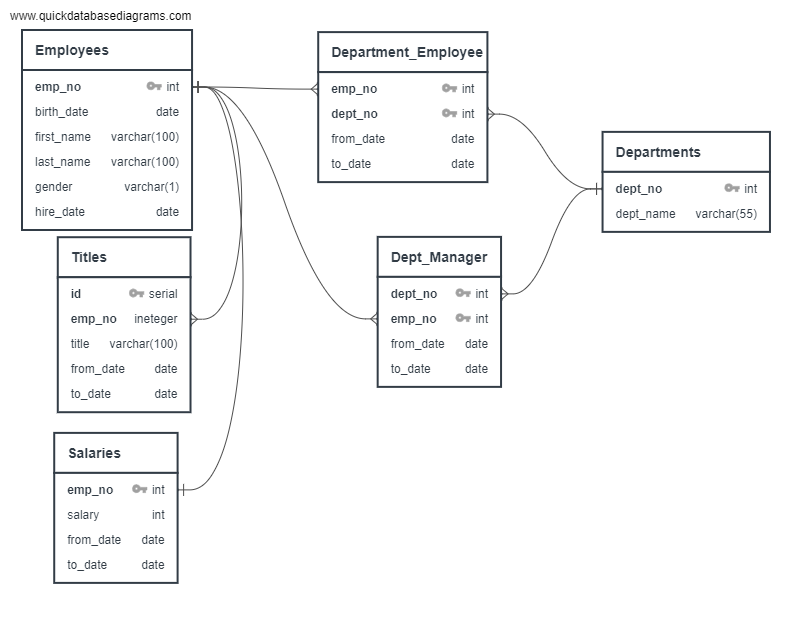 www.quickdatabasediagrams.com
Employees
emp_no int
birth_date date
first_name varchar(100)
last_name varchar(100)
gender varchar(1)
hire_date date
Department_Employee
emp_no int
dept_no int
from_date date
to_date date
Departments
dept_no int
dept_name varchar(55)
Titles
id serial
emp_no ineteger
title varchar(100)
from_date date
to_date date
Dept_Manager
dept_no int
emp_no int
from_date date
to_date date
Salaries
emp_no int
salary int
from_date date
to_date date